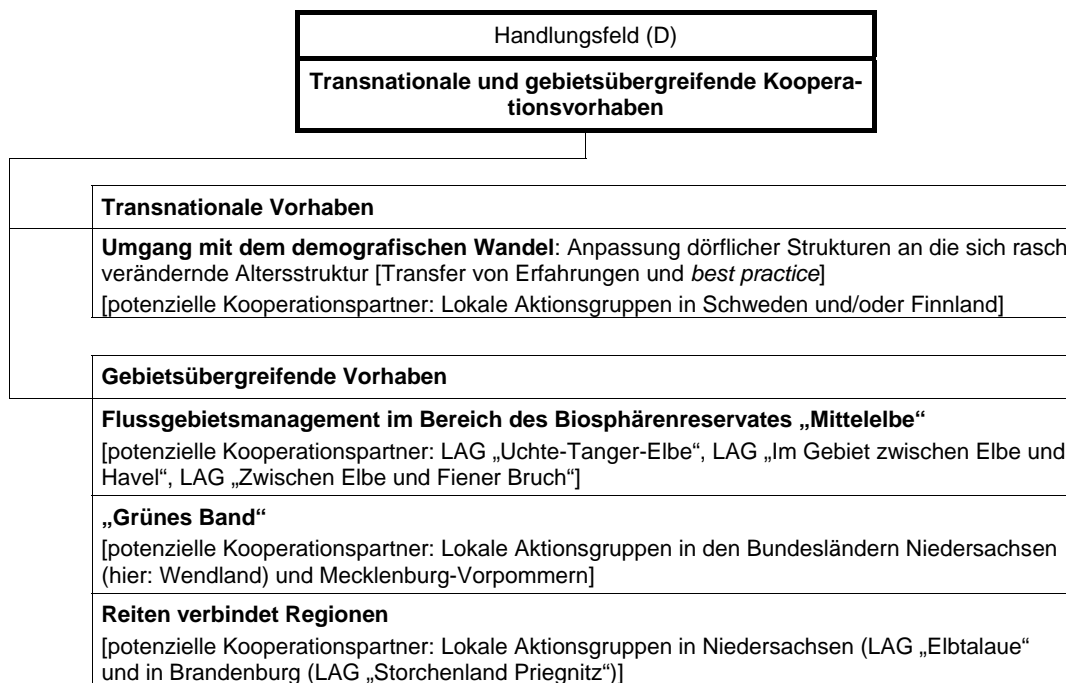 Handlungsfeld (D)
Transnationale und gebietsübergreifende Koopera-
tionsvorhaben
Transnationale Vorhaben
Umgang mit dem demografischen Wandel: Anpassung dörflicher Strukturen an die sich rasch
verändernde Altersstruktur [Transfer von Erfahrungen und best practice]
[potenzielle Kooperationspartner: Lokale Aktionsgruppen in Schweden und/oder Finnland]
Gebietsübergreifende Vorhaben
Flussgebietsmanagement im Bereich des Biosphärenreservates „Mittelelbe“
[potenzielle Kooperationspartner: LAG „Uchte-Tanger-Elbe“, LAG „Im Gebiet zwischen Elbe und
Havel“, LAG „Zwischen Elbe und Fiener Bruch“]
„Grünes Band“
[potenzielle Kooperationspartner: Lokale Aktionsgruppen in den Bundesländern Niedersachsen
(hier: Wendland) und Mecklenburg-Vorpommern]
Reiten verbindet Regionen
[potenzielle Kooperationspartner: Lokale Aktionsgruppen in Niedersachsen (LAG „Elbtalaue“
und in Brandenburg (LAG „Storchenland Priegnitz“)]